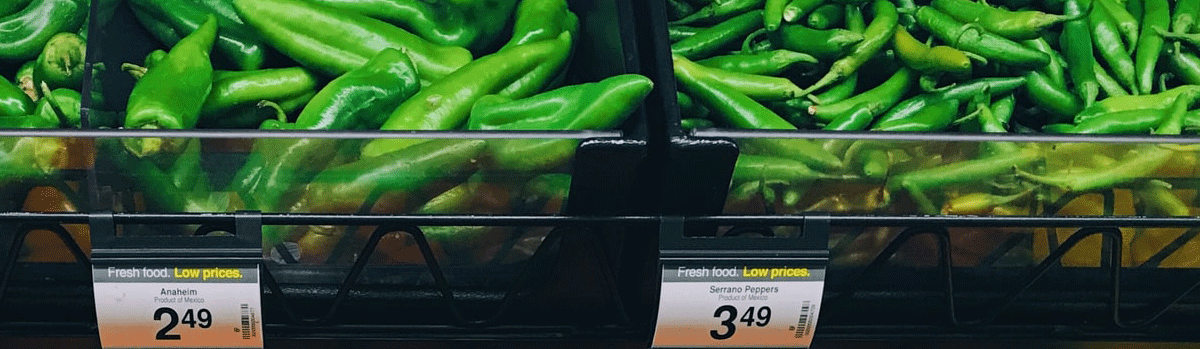 Fresh food. Low prices.
Anaheim
Product of Mexico
2 49
Fresh food. Low prices.
Serrano Peppers
Product of Mexico
3 49